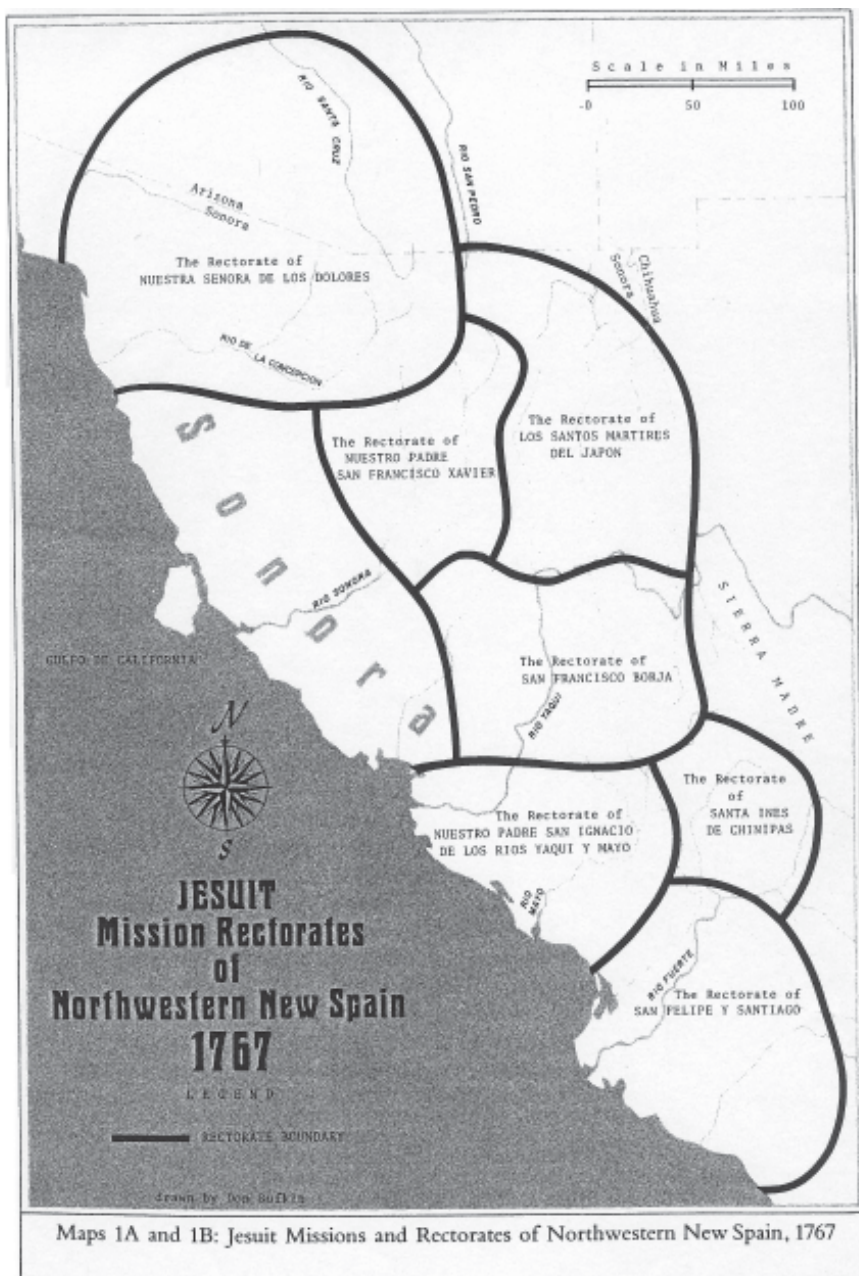 Scale in Miles
-0 50 100
RIO SANTA CRUZ
RIO SAN PEDRO
Arizona
Sonora
Chihuahua
Sonora
The Rectorate of
NUESTRA SENORA DE LOS DOLORES
RIO DE LA CONCEPCION
The Rectorate of
NUESTRO PADRE
SAN FRANCISCO XAVIER
The Rectorate of
LOS SANTOS MARTIRES
DEL JAPON
Sonora
RIO SONORA
SIERRA MADRE
GULFO DE CALIFORNIA
The Rectorate of
SAN FRANCISCO BORJA
RIO YAQUI
N
S
The Rectorate
of
SANTA INES
DE CHINIPAS
The Rectorate of
NUESTRO PADRE SAN IGNACIO
DE LOS RIOS YAQUI Y MAYO
RIO
MAYO
RIO FUERTE
The Rectorate of
SAN FELIPE Y SANTIAGO
JESUIT
Mission Rectorates
of
Northwestern New Spain
1767
LEGEND
RECTORATE BOUNDARY
drawn by Don Bufkin
Maps 1A and 1B: Jesuit Missions and Rectorates of Northwestern New Spain, 1767